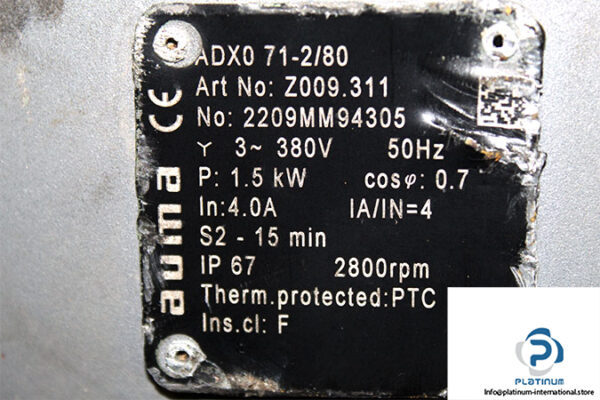 ADX0 71-2/80
Art No: Z009.311
No: 2209MM94305
Y 3~ 380V 50Hz
P: 1.5 kW cosφ: 0.7
In:4.0A IA/IN=4
S2 - 15 min
IP 67 2800rpm
Therm.protected:PTC
Ins.cl: F
CE
auma
PLATINUM
Info@platinum-international.store